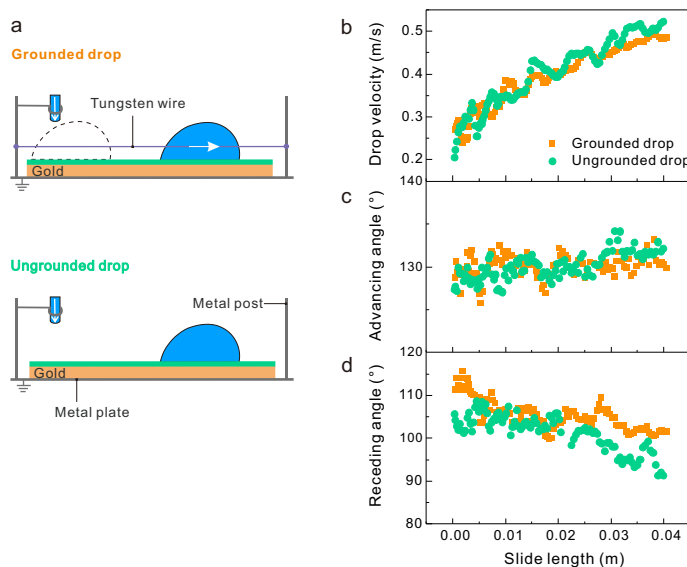 a
Grounded drop
Tungsten wire
Gold
Ungrounded drop
Metal post
Gold
Metal plate
b
Drop velocity (m/s)
0.5
0.4
0.3
0.2
Grounded drop
Ungrounded drop
c
Advancing angle (°)
140
130
120
d
Receding angle (°)
110
100
90
80
0.00 0.01 0.02 0.03 0.04
Slide length (m)